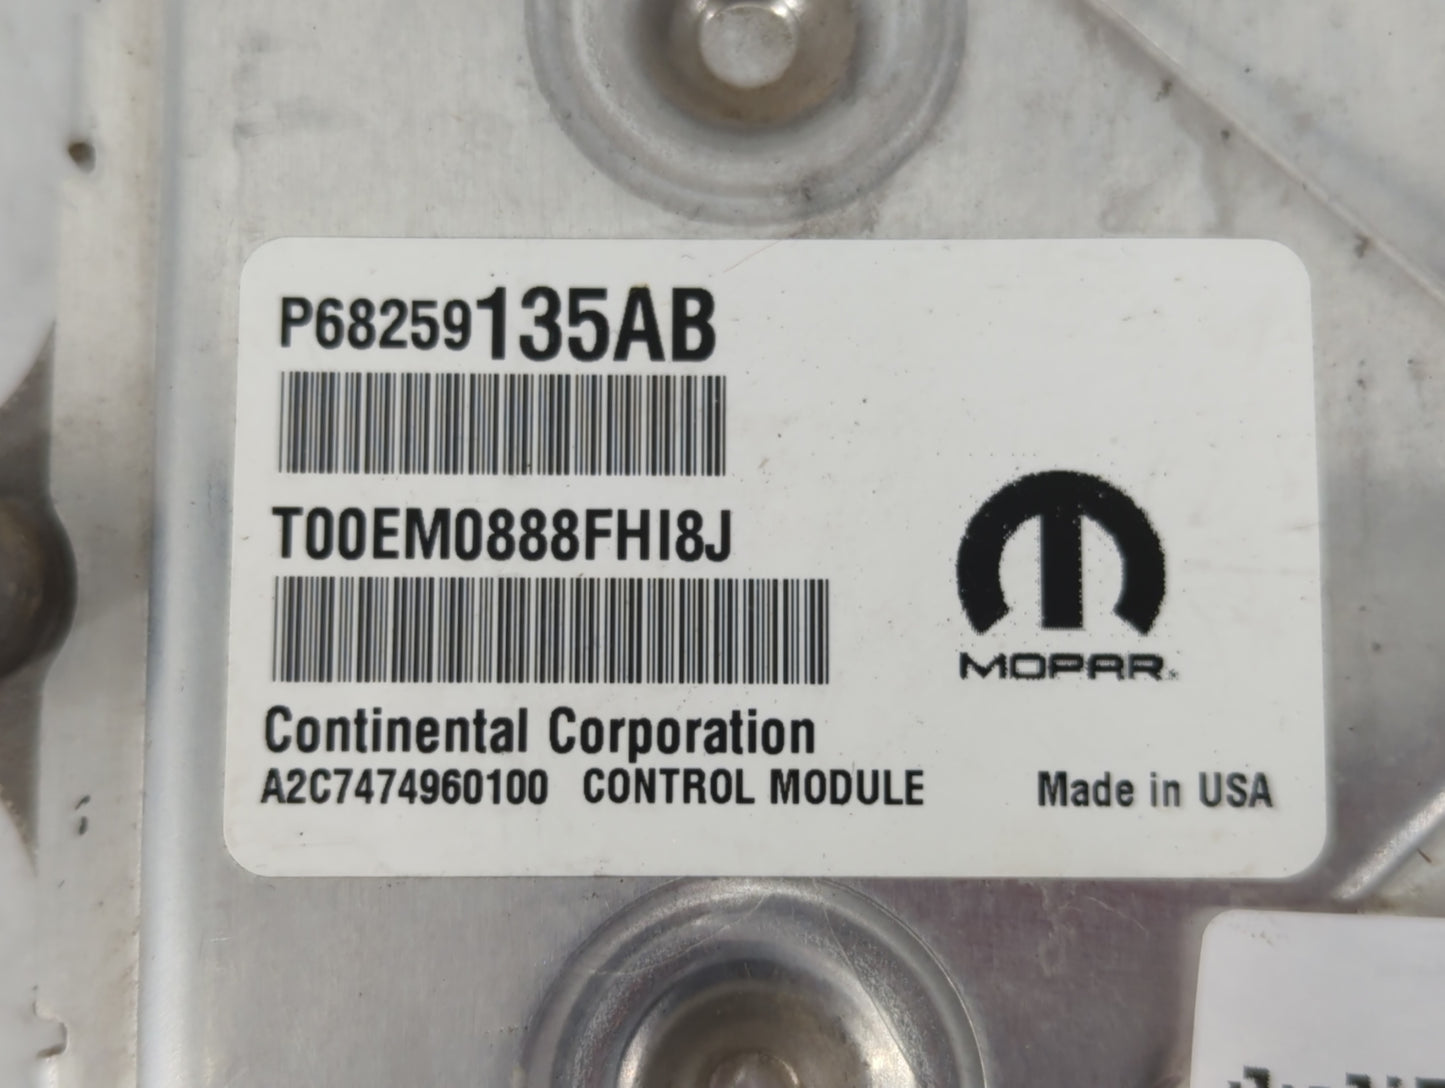 P68259135AB
T00EM0888FHI8J
MOPAR
Continental Corporation
A2C7474960100 CONTROL MODULE Made in USA